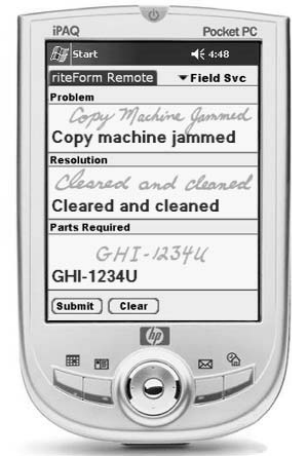 iPAQ Pocket PC
Start 4:48
riteForm Remote Field Svc
Problem
Copy Machine Jammed
Copy machine jammed
Resolution
Cleared and cleaned
Cleared and cleaned
Parts Required
GHI-1234U
GHI-1234U
Submit Clear
hp